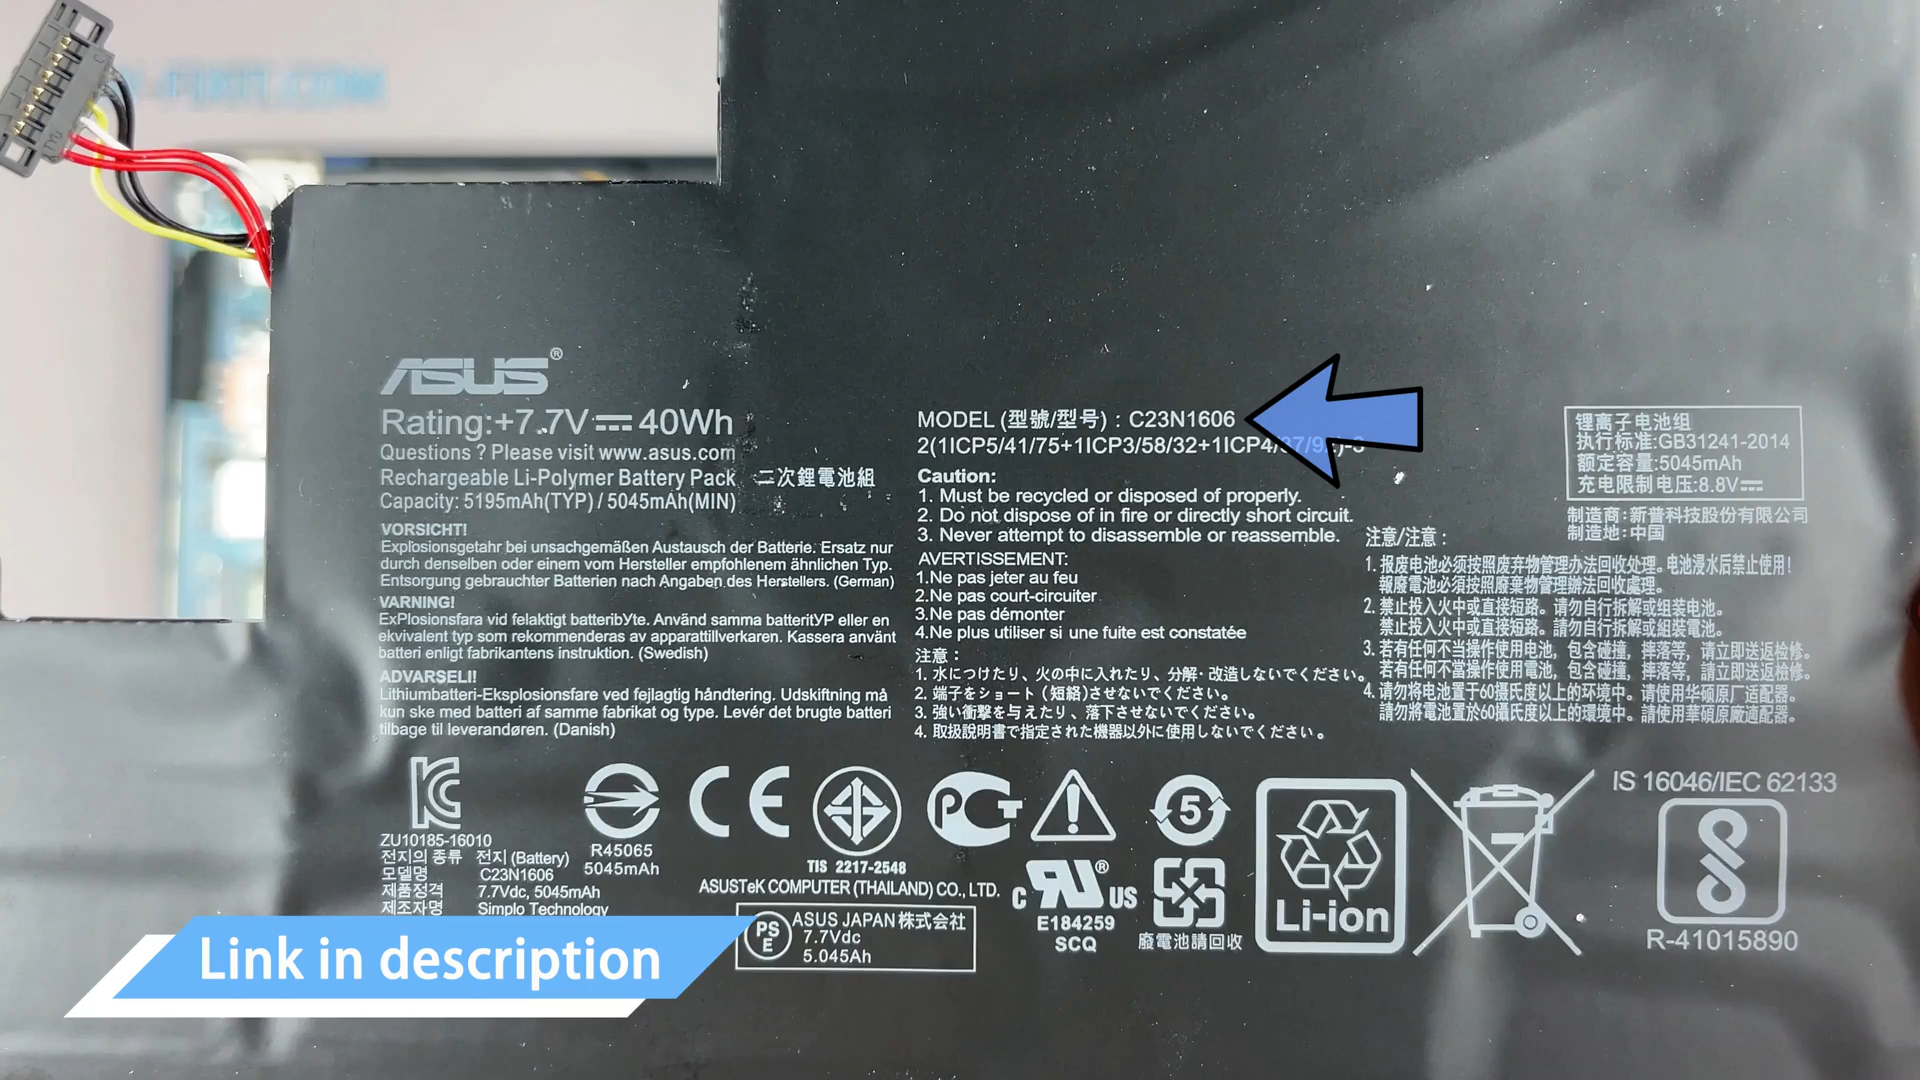 ASUS®
Rating:+7.7V 40Wh
Questions ? Please visit www.asus.com
Rechargeable Li-Polymer Battery Pack 二次鋰電池組
Capacity: 5195mAh(TYP) / 5045mAh(MIN)
VORSICHT!
Explosionsgetahr bei unsachgemäßen Austausch der Batterie. Ersatz nur
durch denselben oder einem vom Hersteller empfohlenem ähnlichen Typ.
Entsorgung gebrauchter Batterien nach Angaben des Herstellers. (German)
VARNING!
ExPlosionsfara vid felaktigt batteribYte. Använd samma batteritYP eller en
ekvivalent typ som rekommenderas av apparattillverkaren. Kassera använt
batteri enligt fabrikantens instruktion. (Swedish)
ADVARSELI!
Lithiumbatteri-Eksplosionsfare ved fejlagtig håndtering. Udskiftning må
kun ske med batteri af samme fabrikat og type. Levér det brugte batteri
tilbage til leverandøren. (Danish)
MODEL (型號/型号) : C23N1606
2(1ICP5/41/75+1ICP3/58/32+1ICP4/
Caution:
1. Must be recycled or disposed of properly.
2. Do not dispose of in fire or directly short circuit.
3. Never attempt to disassemble or reassemble.
AVERTISSEMENT:
1.Ne pas jeter au feu
2.Ne pas court-circuiter
3.Ne pas démonter
4.Ne plus utiliser si une fuite est constatée
注意 :
1. 水につけたり、火の中に入れたり、分解・改造しないでください。
2. 端子をショート (短絡)させないでください。
3. 強い衝撃を与えたり、落下させないでください。
4. 取扱説明書で指定された機器以外に使用しないでください。
锂离子电池组
执行标准:GB31241-2014
额定容量:5045mAh
充电限制电压:8.8V
制造商:新普科技股份有限公司
制造地:中国
注意/注意 :
1. 报废电池必须按照废弃物管理办法回收处理。电池浸水后禁止使用!
報廢電池必須按照廢棄物管理辦法回收處理。
2. 禁止投入火中或直接短路。请勿自行拆解或组装电池。
禁止投入火中或直接短路。請勿自行拆解或組裝電池。
3. 若有任何不当操作使用电池，包含碰撞，摔落等，请立即送返检修。
若有任何不當操作使用電池，包含碰撞，摔落等，請立即送返檢修。
4. 请勿将电池置于60摄氏度以上的环境中。请使用华硕原厂适配器。
請勿將電池置於60攝氏度以上的環境中。請使用華碩原廠適配器。
ZU10185-16010
전지의 종류 전지 (Battery)
모델명 C23N1606
제품정격 7.7Vdc, 5045mAh
제조자명 Simplo Technology
R45065
5045mAh
CE
TIS 2217-2548
ASUSTeK COMPUTER (THAILAND) CO., LTD.
PS
E
ASUS JAPAN 株式会社
7.7Vdc
5.045Ah
PCT
5
c RU® US
E184259
SCQ
廢電池請回收
Li-ion
IS 16046/IEC 62133
R-41015890
Link in description